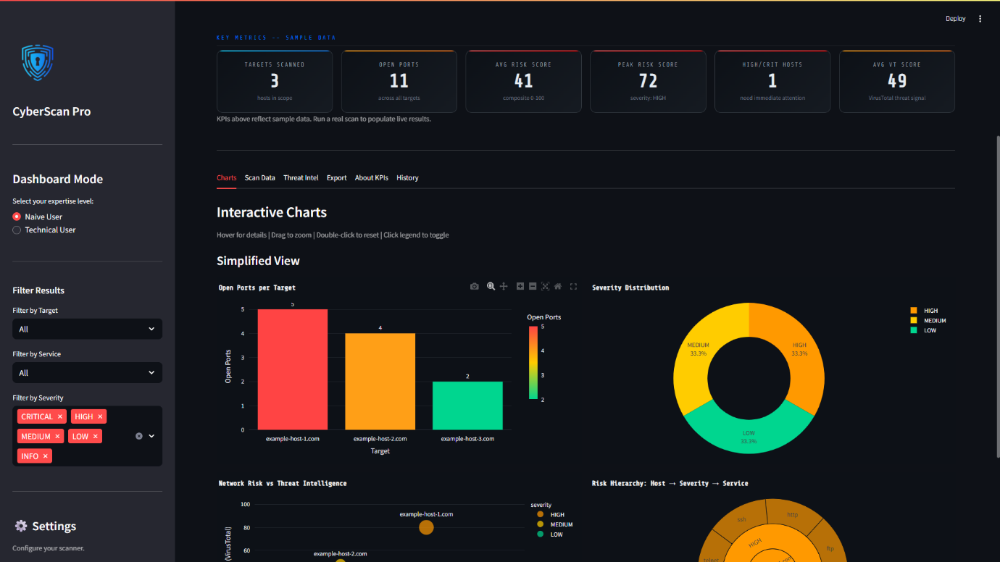 Deploy
CyberScan Pro
Dashboard Mode
Select your expertise level:
Naive User
Technical User
Filter Results
Filter by Target
All
Filter by Service
All
Filter by Severity
CRITICAL ×
HIGH ×
MEDIUM ×
LOW ×
INFO ×
Settings
Configure your scanner.
KEY METRICS -- SAMPLE DATA
TARGETS SCANNED
3
hosts in scope
OPEN PORTS
11
across all targets
AVG RISK SCORE
41
composite 0-100
PEAK RISK SCORE
72
severity: HIGH
HIGH/CRIT HOSTS
1
need immediate attention
AVG VT SCORE
49
VirusTotal threat signal
KPIs above reflect sample data. Run a real scan to populate live results.
Charts Scan Data Threat Intel Export About KPIs History
Interactive Charts
Hover for details | Drag to zoom | Double-click to reset | Click legend to toggle
Simplified View
Open Ports per Target
5
4
3
2
1
0
Open Ports
5
4
2
example-host-1.com
example-host-2.com
example-host-3.com
Target
Open Ports
5
4
3
2
Severity Distribution
MEDIUM
33.3%
HIGH
33.3%
LOW
33.3%
HIGH
MEDIUM
LOW
Network Risk vs Threat Intelligence
100
80
60
(VirusTotal)
example-host-1.com
example-host-2.com
severity
HIGH
MEDIUM
LOW
Risk Hierarchy: Host → Severity → Service
ssh
http
ftp
telnet
HIGH